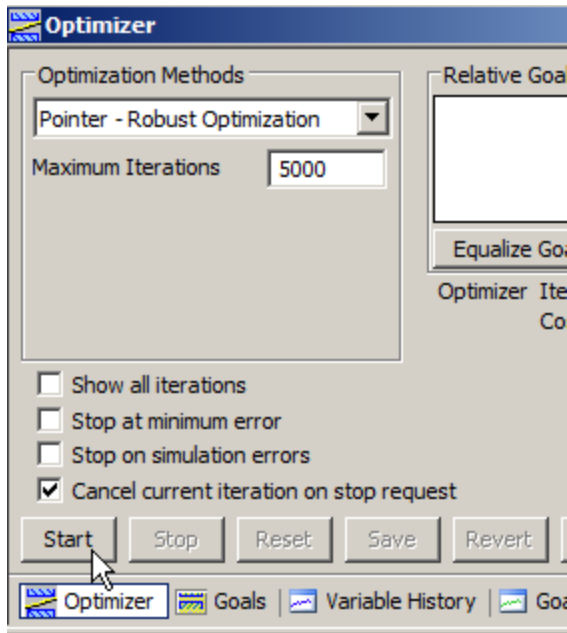 Optimizer
Optimization Methods
Relative Goal
Pointer - Robust Optimization
Maximum Iterations 5000
Equalize Goa
Optimizer Ite
Co
Show all iterations
Stop at minimum error
Stop on simulation errors
Cancel current iteration on stop request
Start Stop Reset Save Revert
Optimizer Goals Variable History Goa